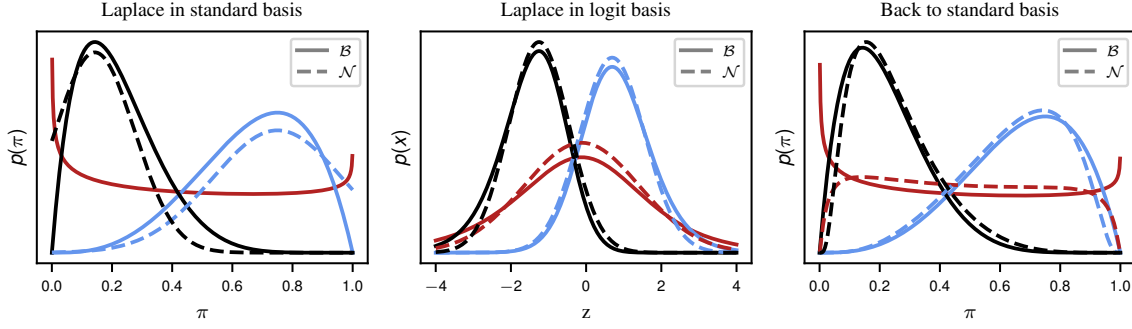 Laplace in standard basis
p(π)
ℬ
𝒩
0.0 0.2 0.4 0.6 0.8 1.0
π
Laplace in logit basis
p(x)
ℬ
𝒩
−4 −2 0 2 4
z
Back to standard basis
p(π)
ℬ
𝒩
0.0 0.2 0.4 0.6 0.8 1.0
π